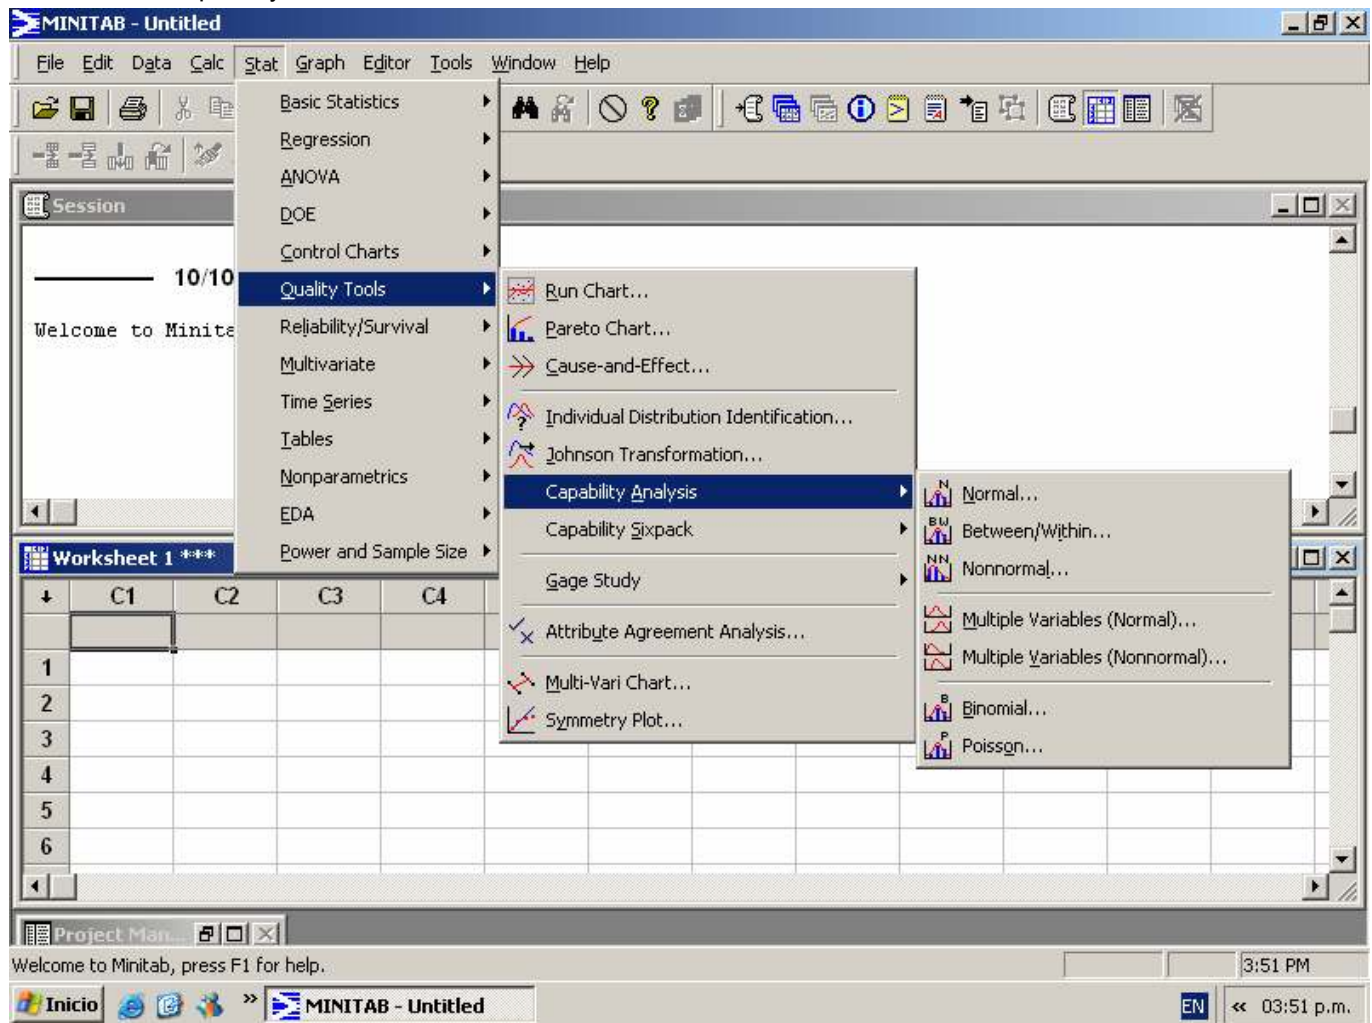 MINITAB - Untitled
File Edit Data Calc Stat Graph Editor Tools Window Help
Basic Statistics
Regression
ANOVA
DOE
Control Charts
Quality Tools
Reliability/Survival
Multivariate
Time Series
Tables
Nonparametrics
EDA
Power and Sample Size
Session
10/10
Welcome to Minita
Run Chart...
Pareto Chart...
Cause-and-Effect...
Individual Distribution Identification...
Johnson Transformation...
Capability Analysis
Capability Sixpack
Gage Study
Attribute Agreement Analysis...
Multi-Vari Chart...
Symmetry Plot...
Normal...
Between/Within...
Nonnormal...
Multiple Variables (Normal)...
Multiple Variables (Nonnormal)...
Binomial...
Poisson...
Worksheet 1 ***
C1 C2 C3 C4
1
2
3
4
5
6
Project Man...
Welcome to Minitab, press F1 for help.
3:51 PM
Inicio
MINITAB - Untitled
EN
03:51 p.m.